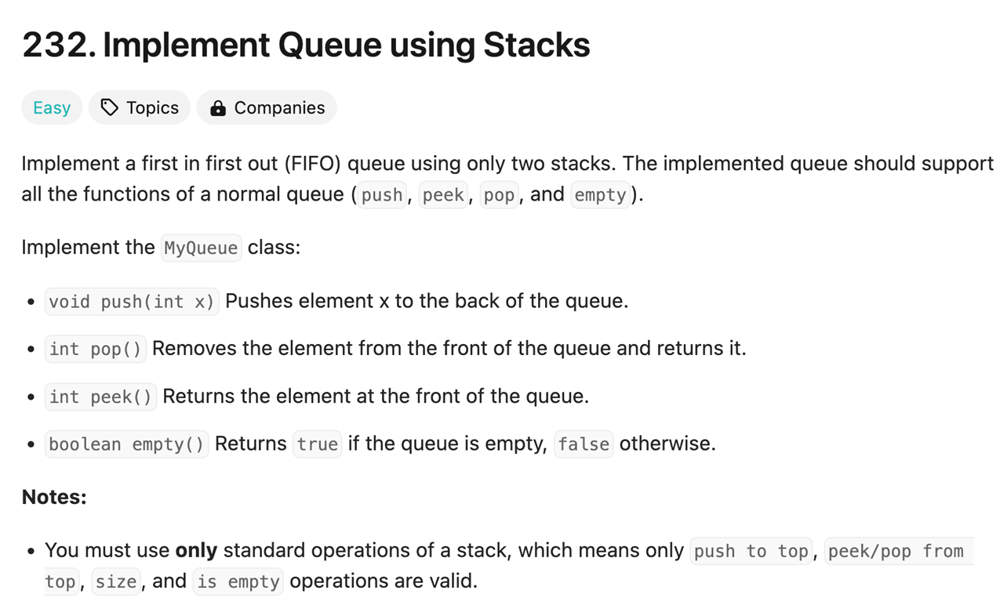 232. Implement Queue using Stacks
Easy Topics Companies
Implement a first in first out (FIFO) queue using only two stacks. The implemented queue should support
all the functions of a normal queue (push, peek, pop, and empty).
Implement the MyQueue class:
• void push(int x) Pushes element x to the back of the queue.
• int pop() Removes the element from the front of the queue and returns it.
• int peek() Returns the element at the front of the queue.
• boolean empty() Returns true if the queue is empty, false otherwise.
Notes:
• You must use only standard operations of a stack, which means only push to top, peek/pop from
top, size, and is empty operations are valid.